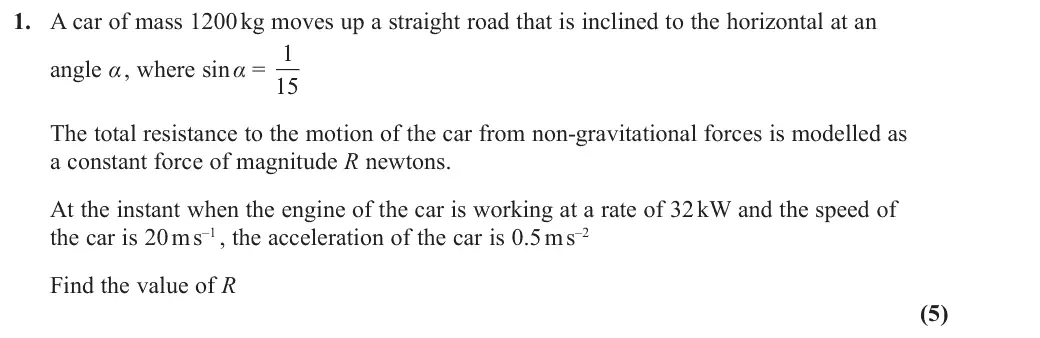 1. A car of mass 1200 kg moves up a straight road that is inclined to the horizontal at an
angle α, where sin α = 1/15
The total resistance to the motion of the car from non-gravitational forces is modelled as
a constant force of magnitude R newtons.
At the instant when the engine of the car is working at a rate of 32 kW and the speed of
the car is 20 m s⁻¹, the acceleration of the car is 0.5 m s⁻²
Find the value of R
(5)